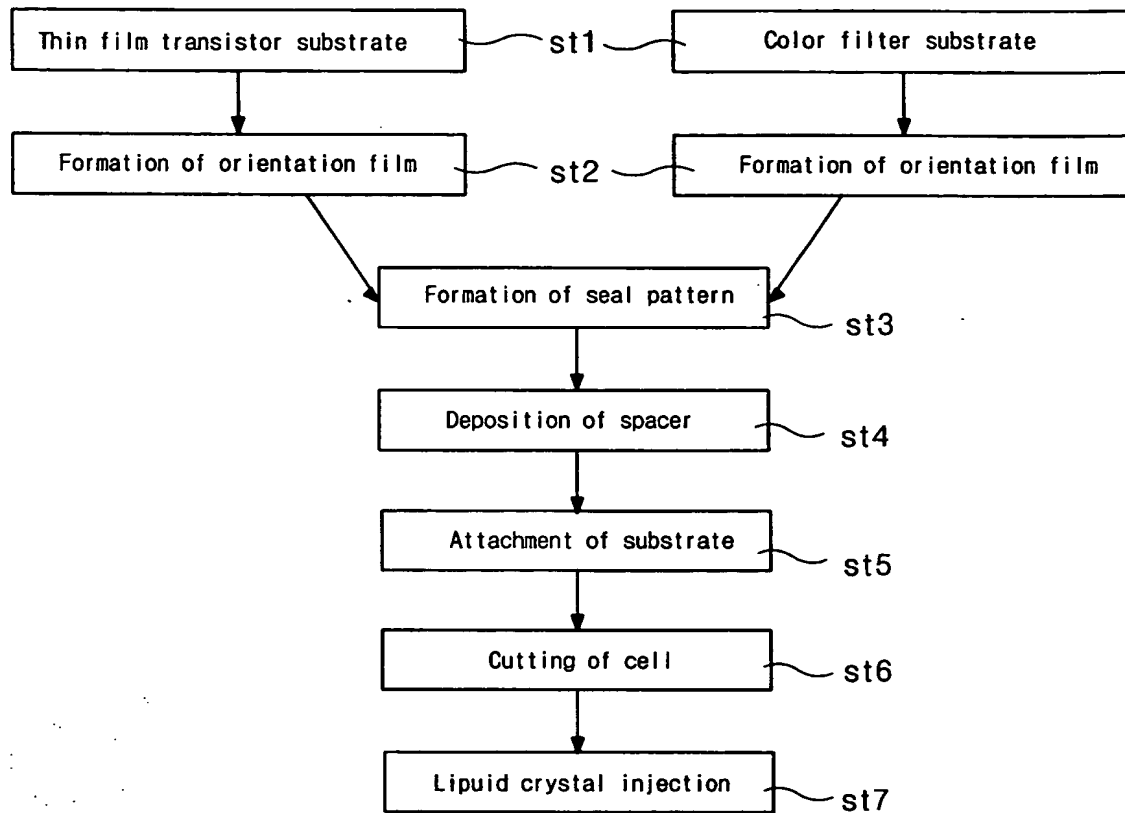 Thin film transistor substrate
st1
Color filter substrate
Formation of orientation film
st2
Formation of orientation film
Formation of seal pattern
st3
Deposition of spacer
st4
Attachment of substrate
st5
Cutting of cell
st6
Lipuid crystal injection
st7